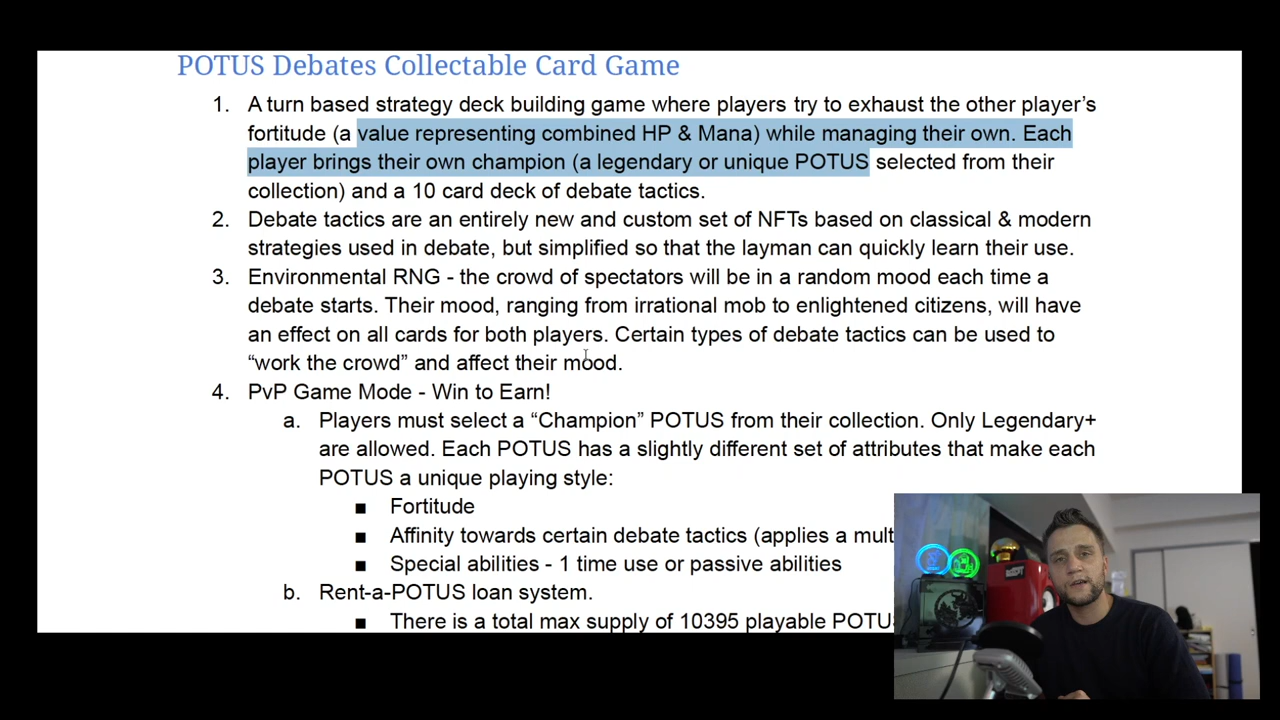 POTUS Debates Collectable Card Game
1. A turn based strategy deck building game where players try to exhaust the other player's
fortitude (a value representing combined HP & Mana) while managing their own. Each
player brings their own champion (a legendary or unique POTUS selected from their
collection) and a 10 card deck of debate tactics.
2. Debate tactics are an entirely new and custom set of NFTs based on classical & modern
strategies used in debate, but simplified so that the layman can quickly learn their use.
3. Environmental RNG - the crowd of spectators will be in a random mood each time a
debate starts. Their mood, ranging from irrational mob to enlightened citizens, will have
an effect on all cards for both players. Certain types of debate tactics can be used to
“work the crowd” and affect their mood.
4. PvP Game Mode - Win to Earn!
a. Players must select a “Champion” POTUS from their collection. Only Legendary+
are allowed. Each POTUS has a slightly different set of attributes that make each
POTUS a unique playing style:
■ Fortitude
■ Affinity towards certain debate tactics (applies a mult
■ Special abilities - 1 time use or passive abilities
b. Rent-a-POTUS loan system.
■ There is a total max supply of 10395 playable POTU